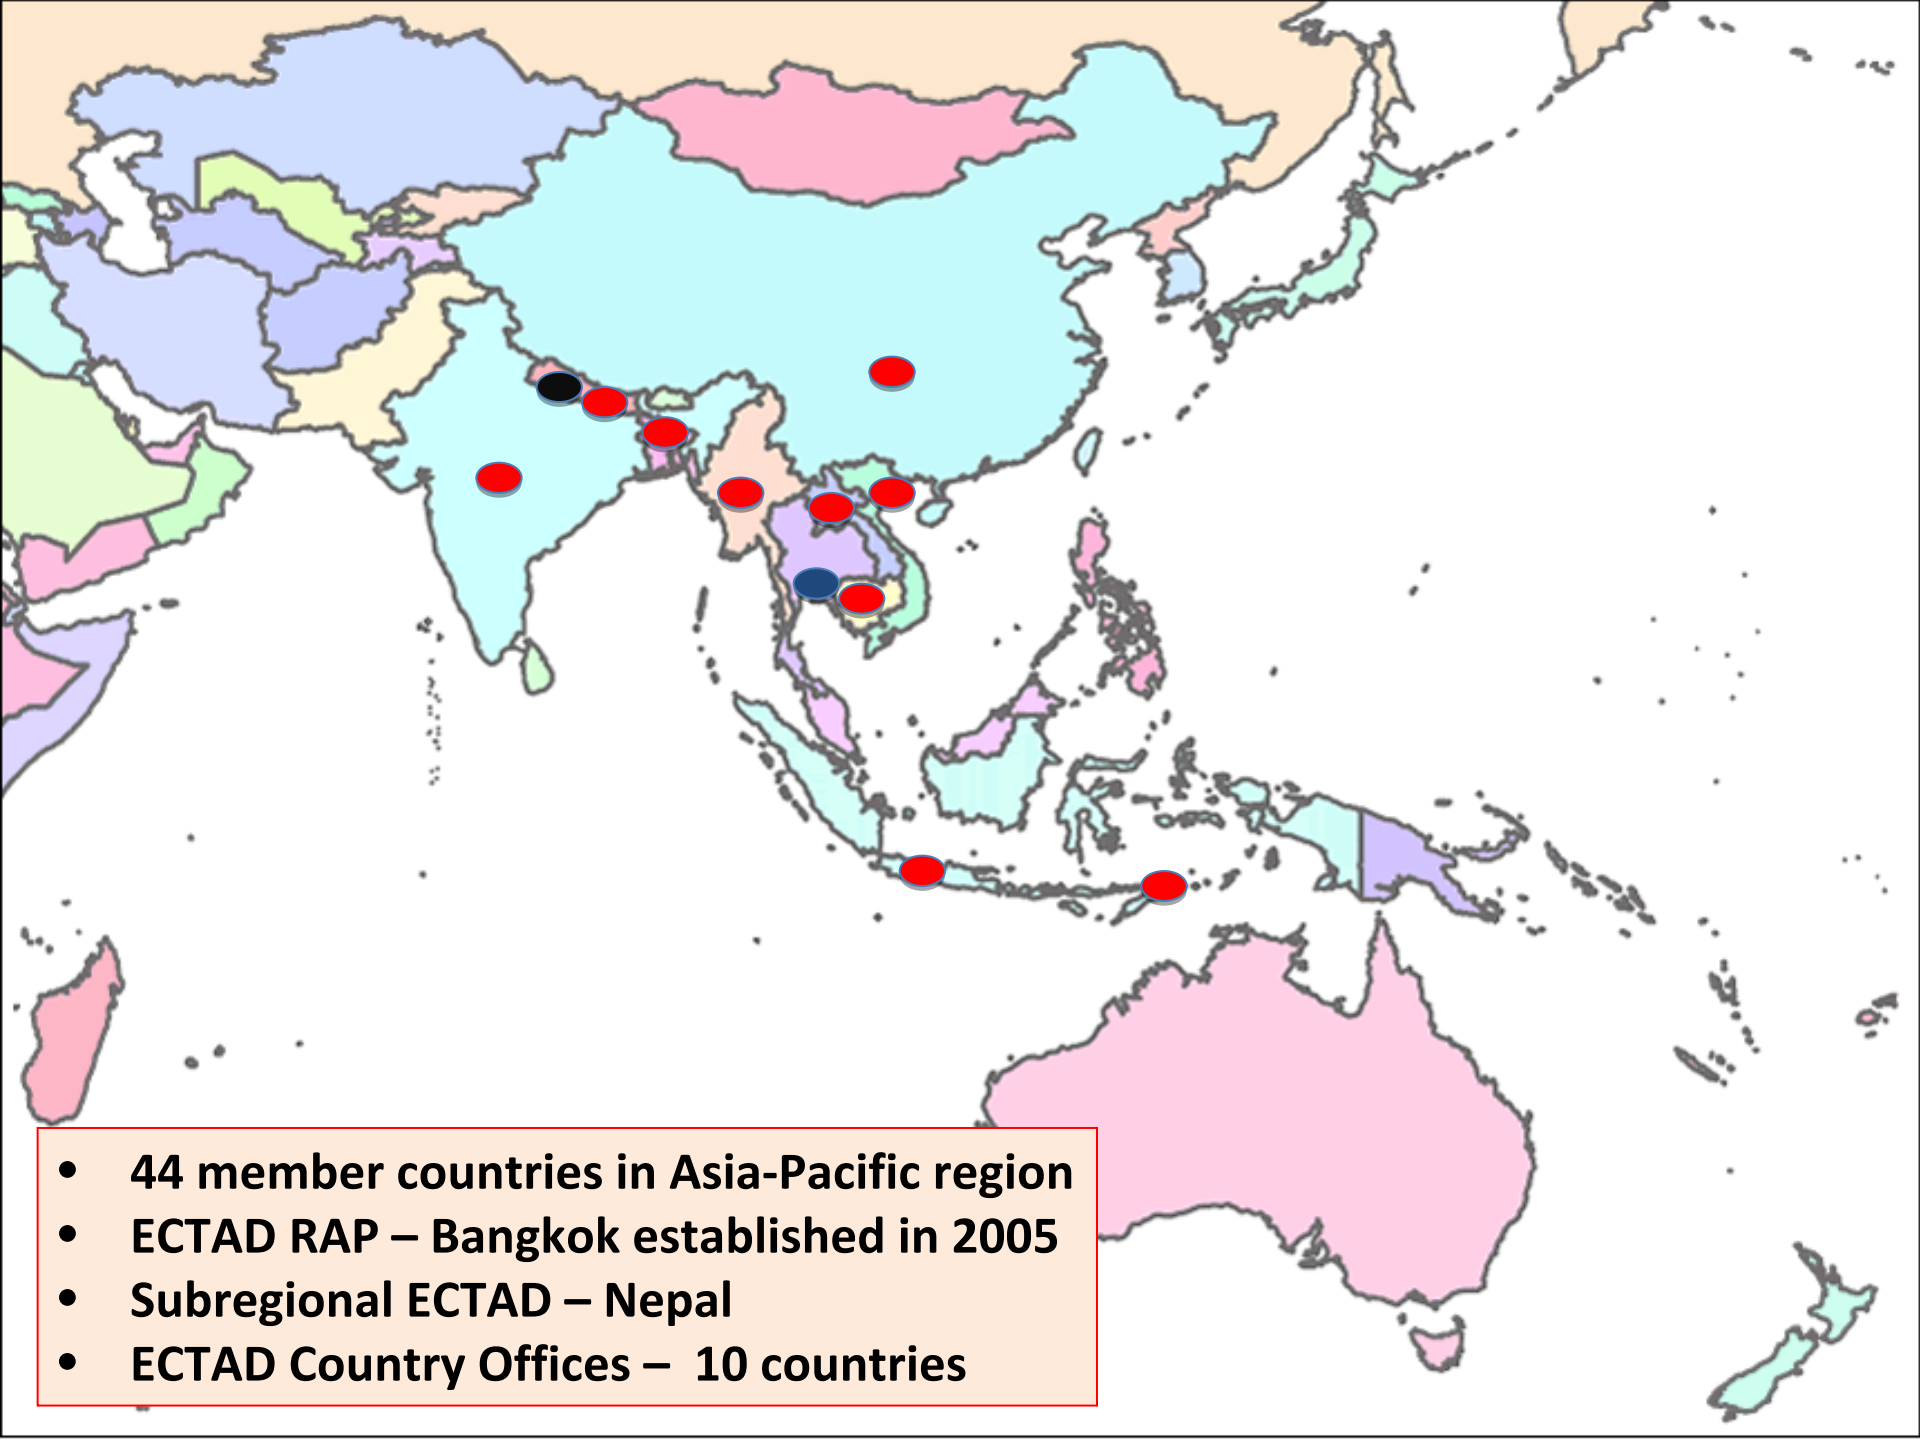 • 44 member countries in Asia-Pacific region
• ECTAD RAP – Bangkok established in 2005
• Subregional ECTAD – Nepal
• ECTAD Country Offices – 10 countries